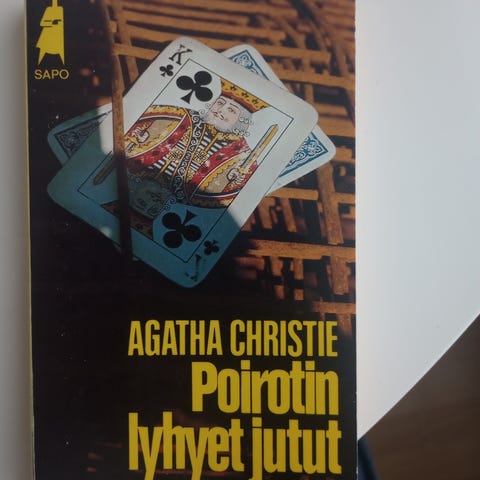 SAPO
K
AGATHA CHRISTIE
Poirotin
lyhyet jutut